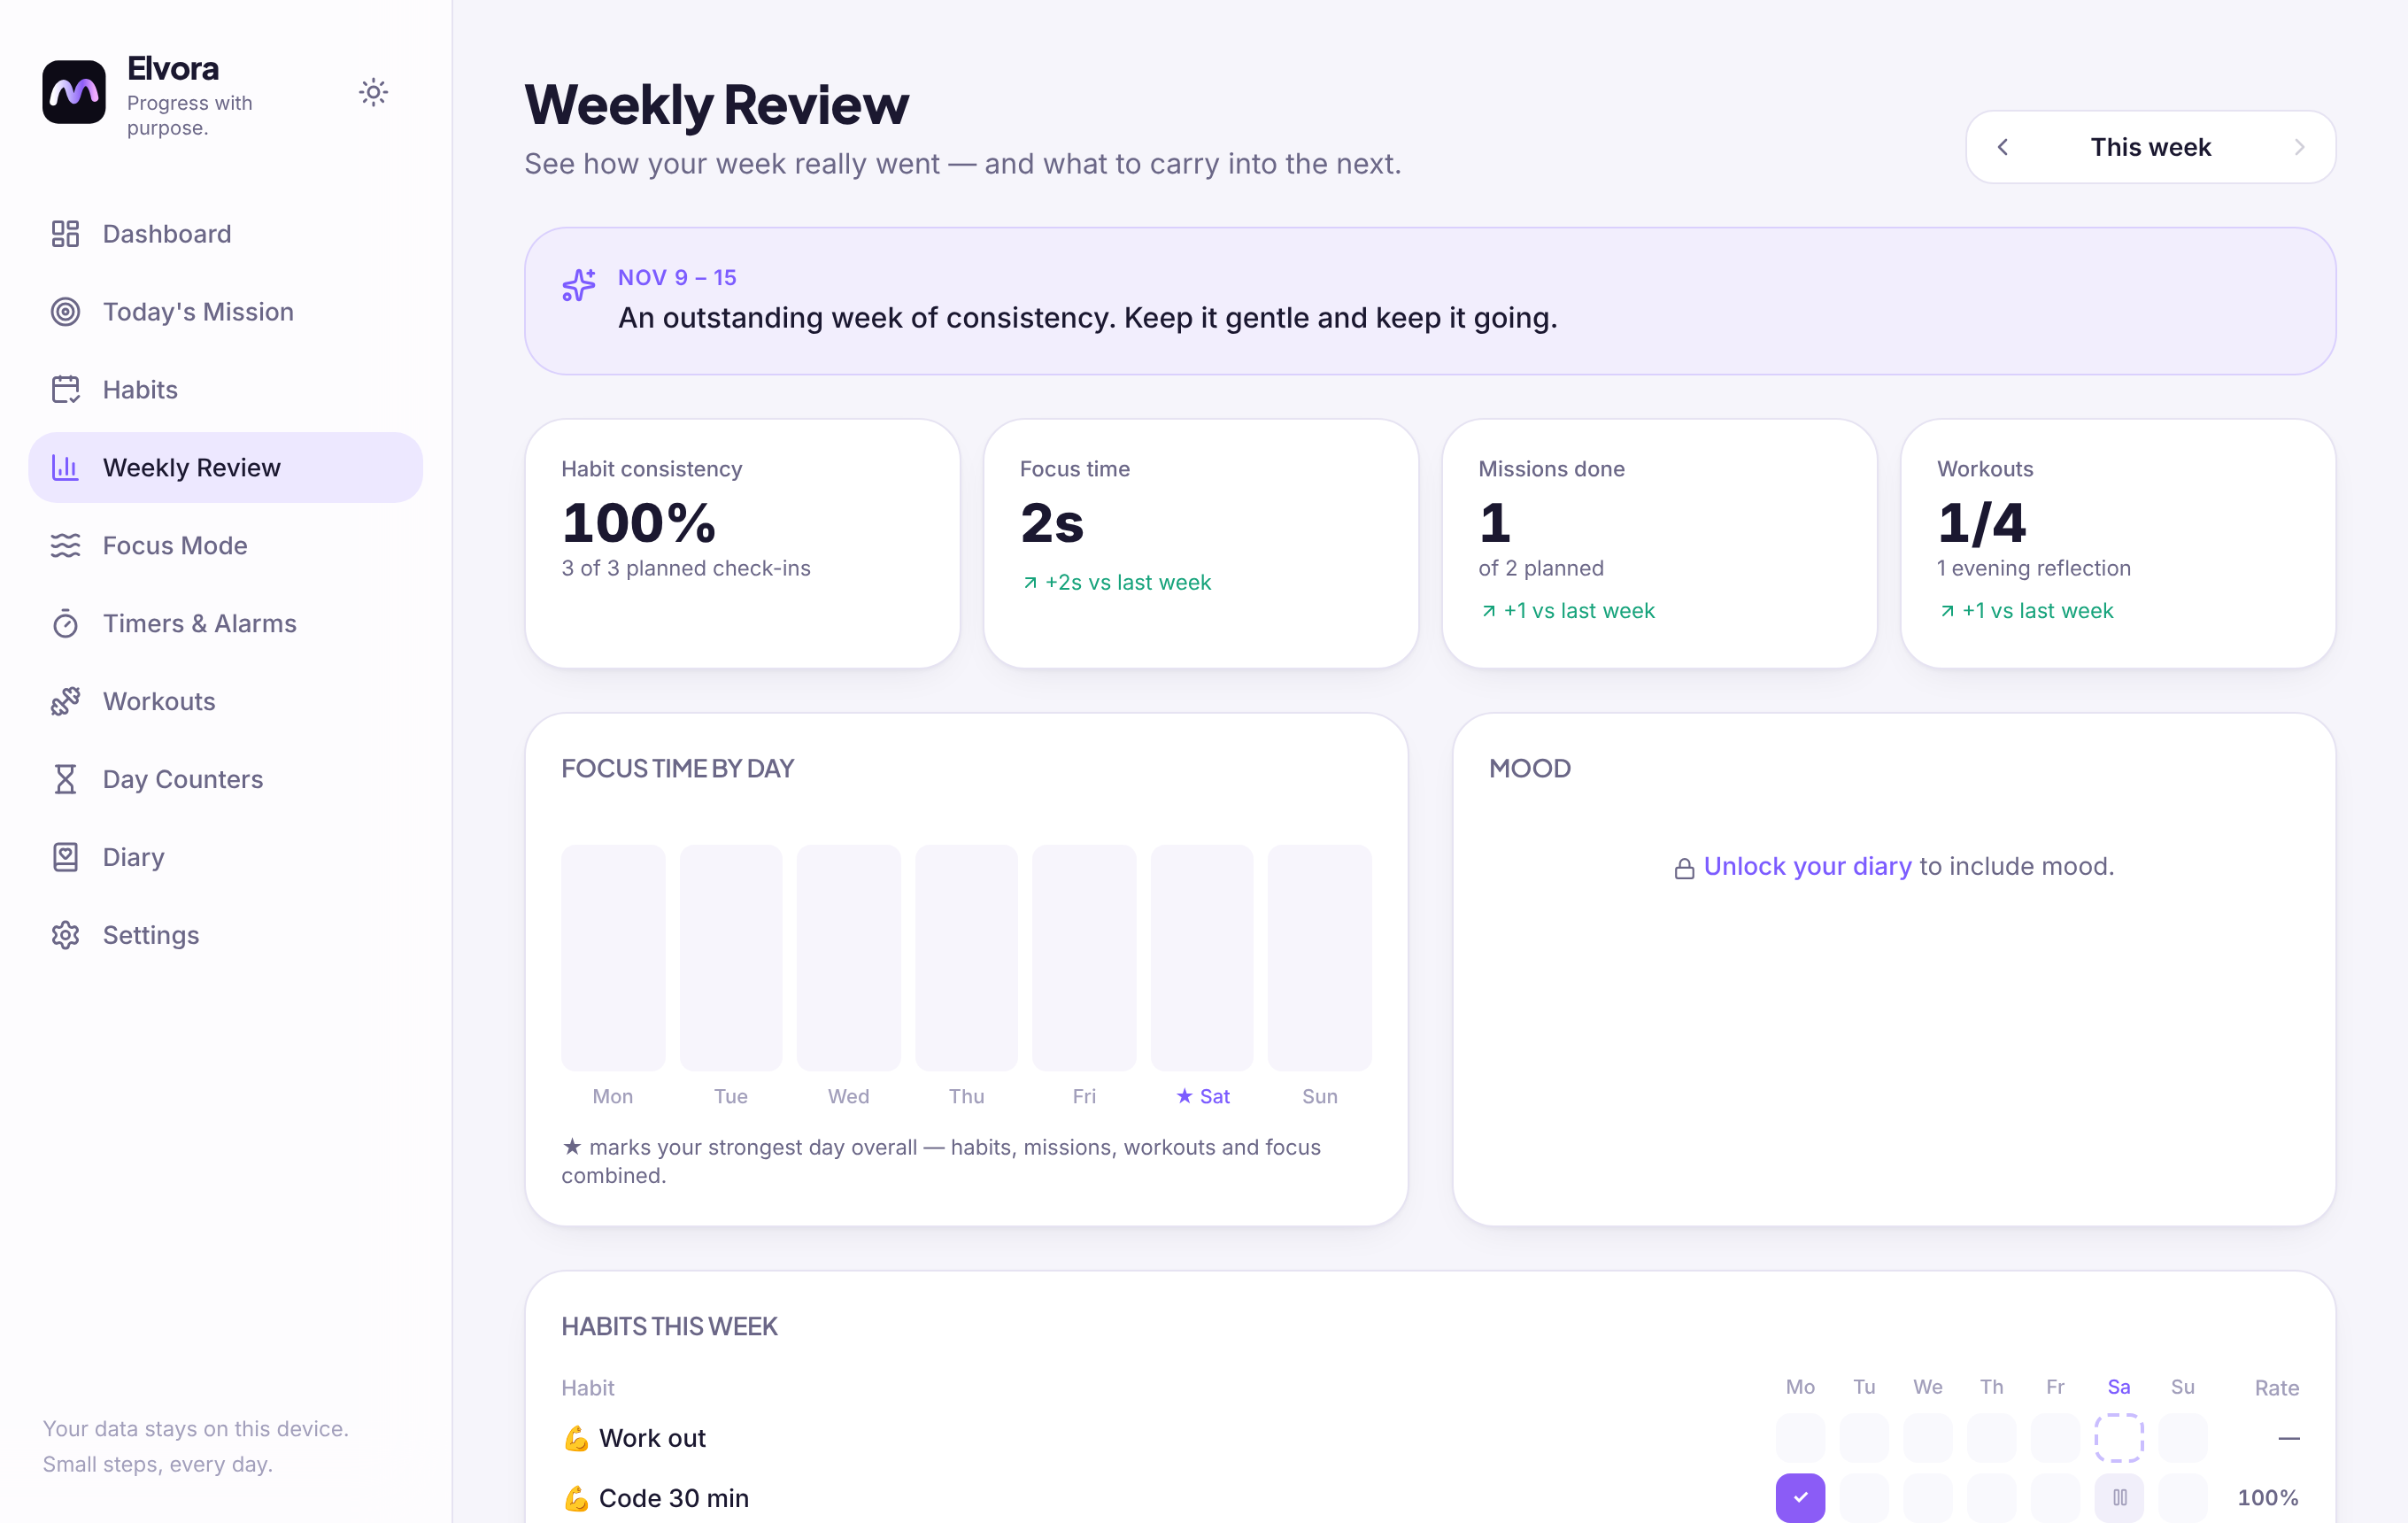 Elvora
Progress with
purpose.
Dashboard
Today's Mission
Habits
Weekly Review
Focus Mode
Timers & Alarms
Workouts
Day Counters
Diary
Settings
Your data stays on this device.
Small steps, every day.
Weekly Review
See how your week really went — and what to carry into the next.
This week
NOV 9 – 15
An outstanding week of consistency. Keep it gentle and keep it going.
Habit consistency
100%
3 of 3 planned check-ins
Focus time
2s
+2s vs last week
Missions done
1
of 2 planned
+1 vs last week
Workouts
1/4
1 evening reflection
+1 vs last week
FOCUS TIME BY DAY
Mon Tue Wed Thu Fri ★ Sat Sun
★ marks your strongest day overall — habits, missions, workouts and focus
combined.
MOOD
Unlock your diary to include mood.
HABITS THIS WEEK
Habit Mo Tu We Th Fr Sa Su Rate
💪 Work out —
💪 Code 30 min 100%